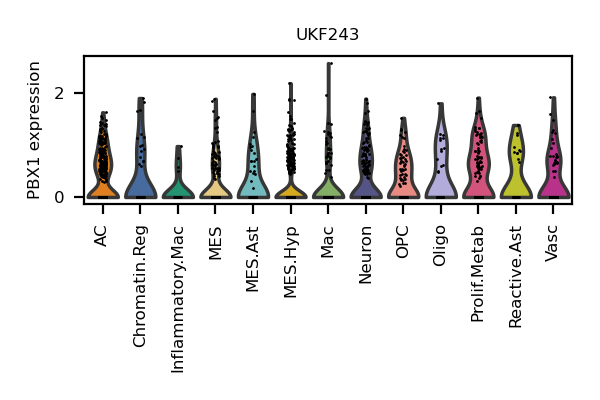 UKF243
PBX1 expression
2
0
AC
Chromatin.Reg
Inflammatory.Mac
MES
MES.Ast
MES.Hyp
Mac
Neuron
OPC
Oligo
Prolif.Metab
Reactive.Ast
Vasc